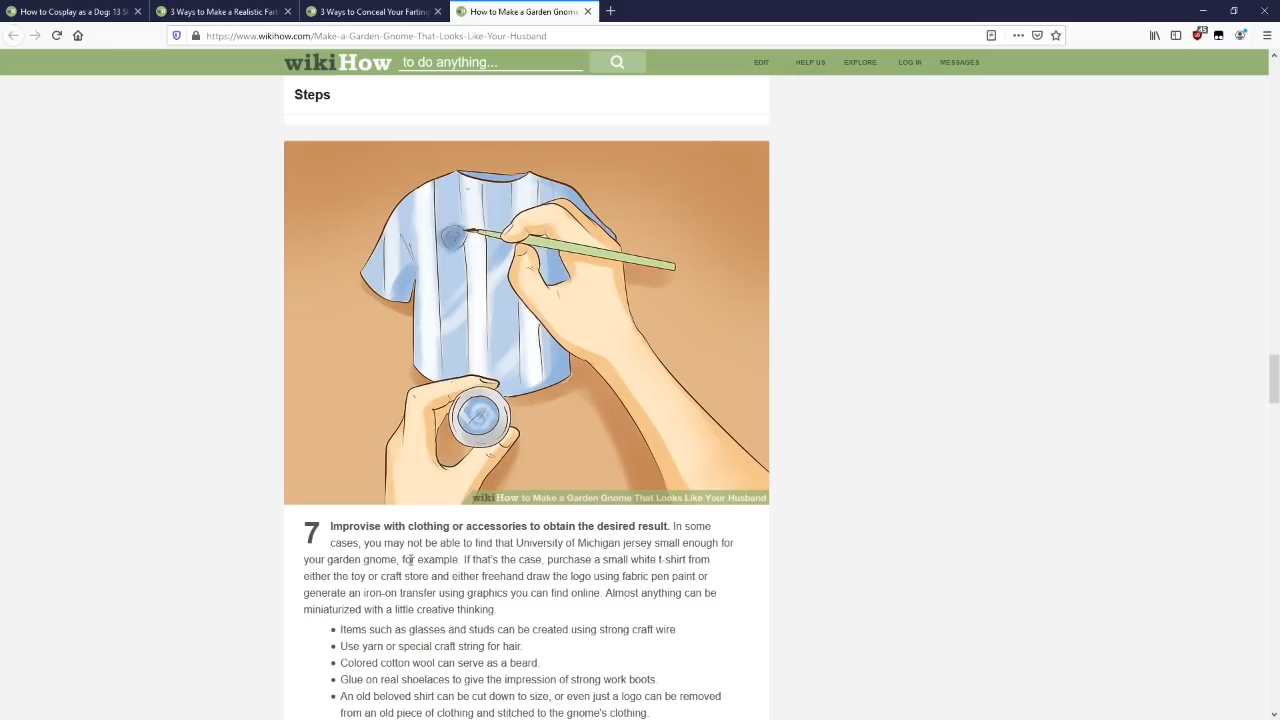 How to Cosplay as a Dog: 13 St
3 Ways to Make a Realistic Fart
3 Ways to Conceal Your Farting
How to Make a Garden Gnome
https://www.wikihow.com/Make-a-Garden-Gnome-That-Looks-Like-Your-Husband
wikiHow to do anything...
EDIT HELP US EXPLORE LOG IN MESSAGES
Steps
wikiHow to Make a Garden Gnome That Looks Like Your Husband
7 Improvise with clothing or accessories to obtain the desired result. In some
cases, you may not be able to find that University of Michigan jersey small enough for
your garden gnome, for example. If that's the case, purchase a small white t-shirt from
either the toy or craft store and either freehand draw the logo using fabric pen paint or
generate an iron-on transfer using graphics you can find online. Almost anything can be
miniaturized with a little creative thinking.
Items such as glasses and studs can be created using strong craft wire.
Use yarn or special craft string for hair.
Colored cotton wool can serve as a beard.
Glue on real shoelaces to give the impression of strong work boots.
An old beloved shirt can be cut down to size, or even just a logo can be removed
from an old piece of clothing and stitched to the gnome's clothing.